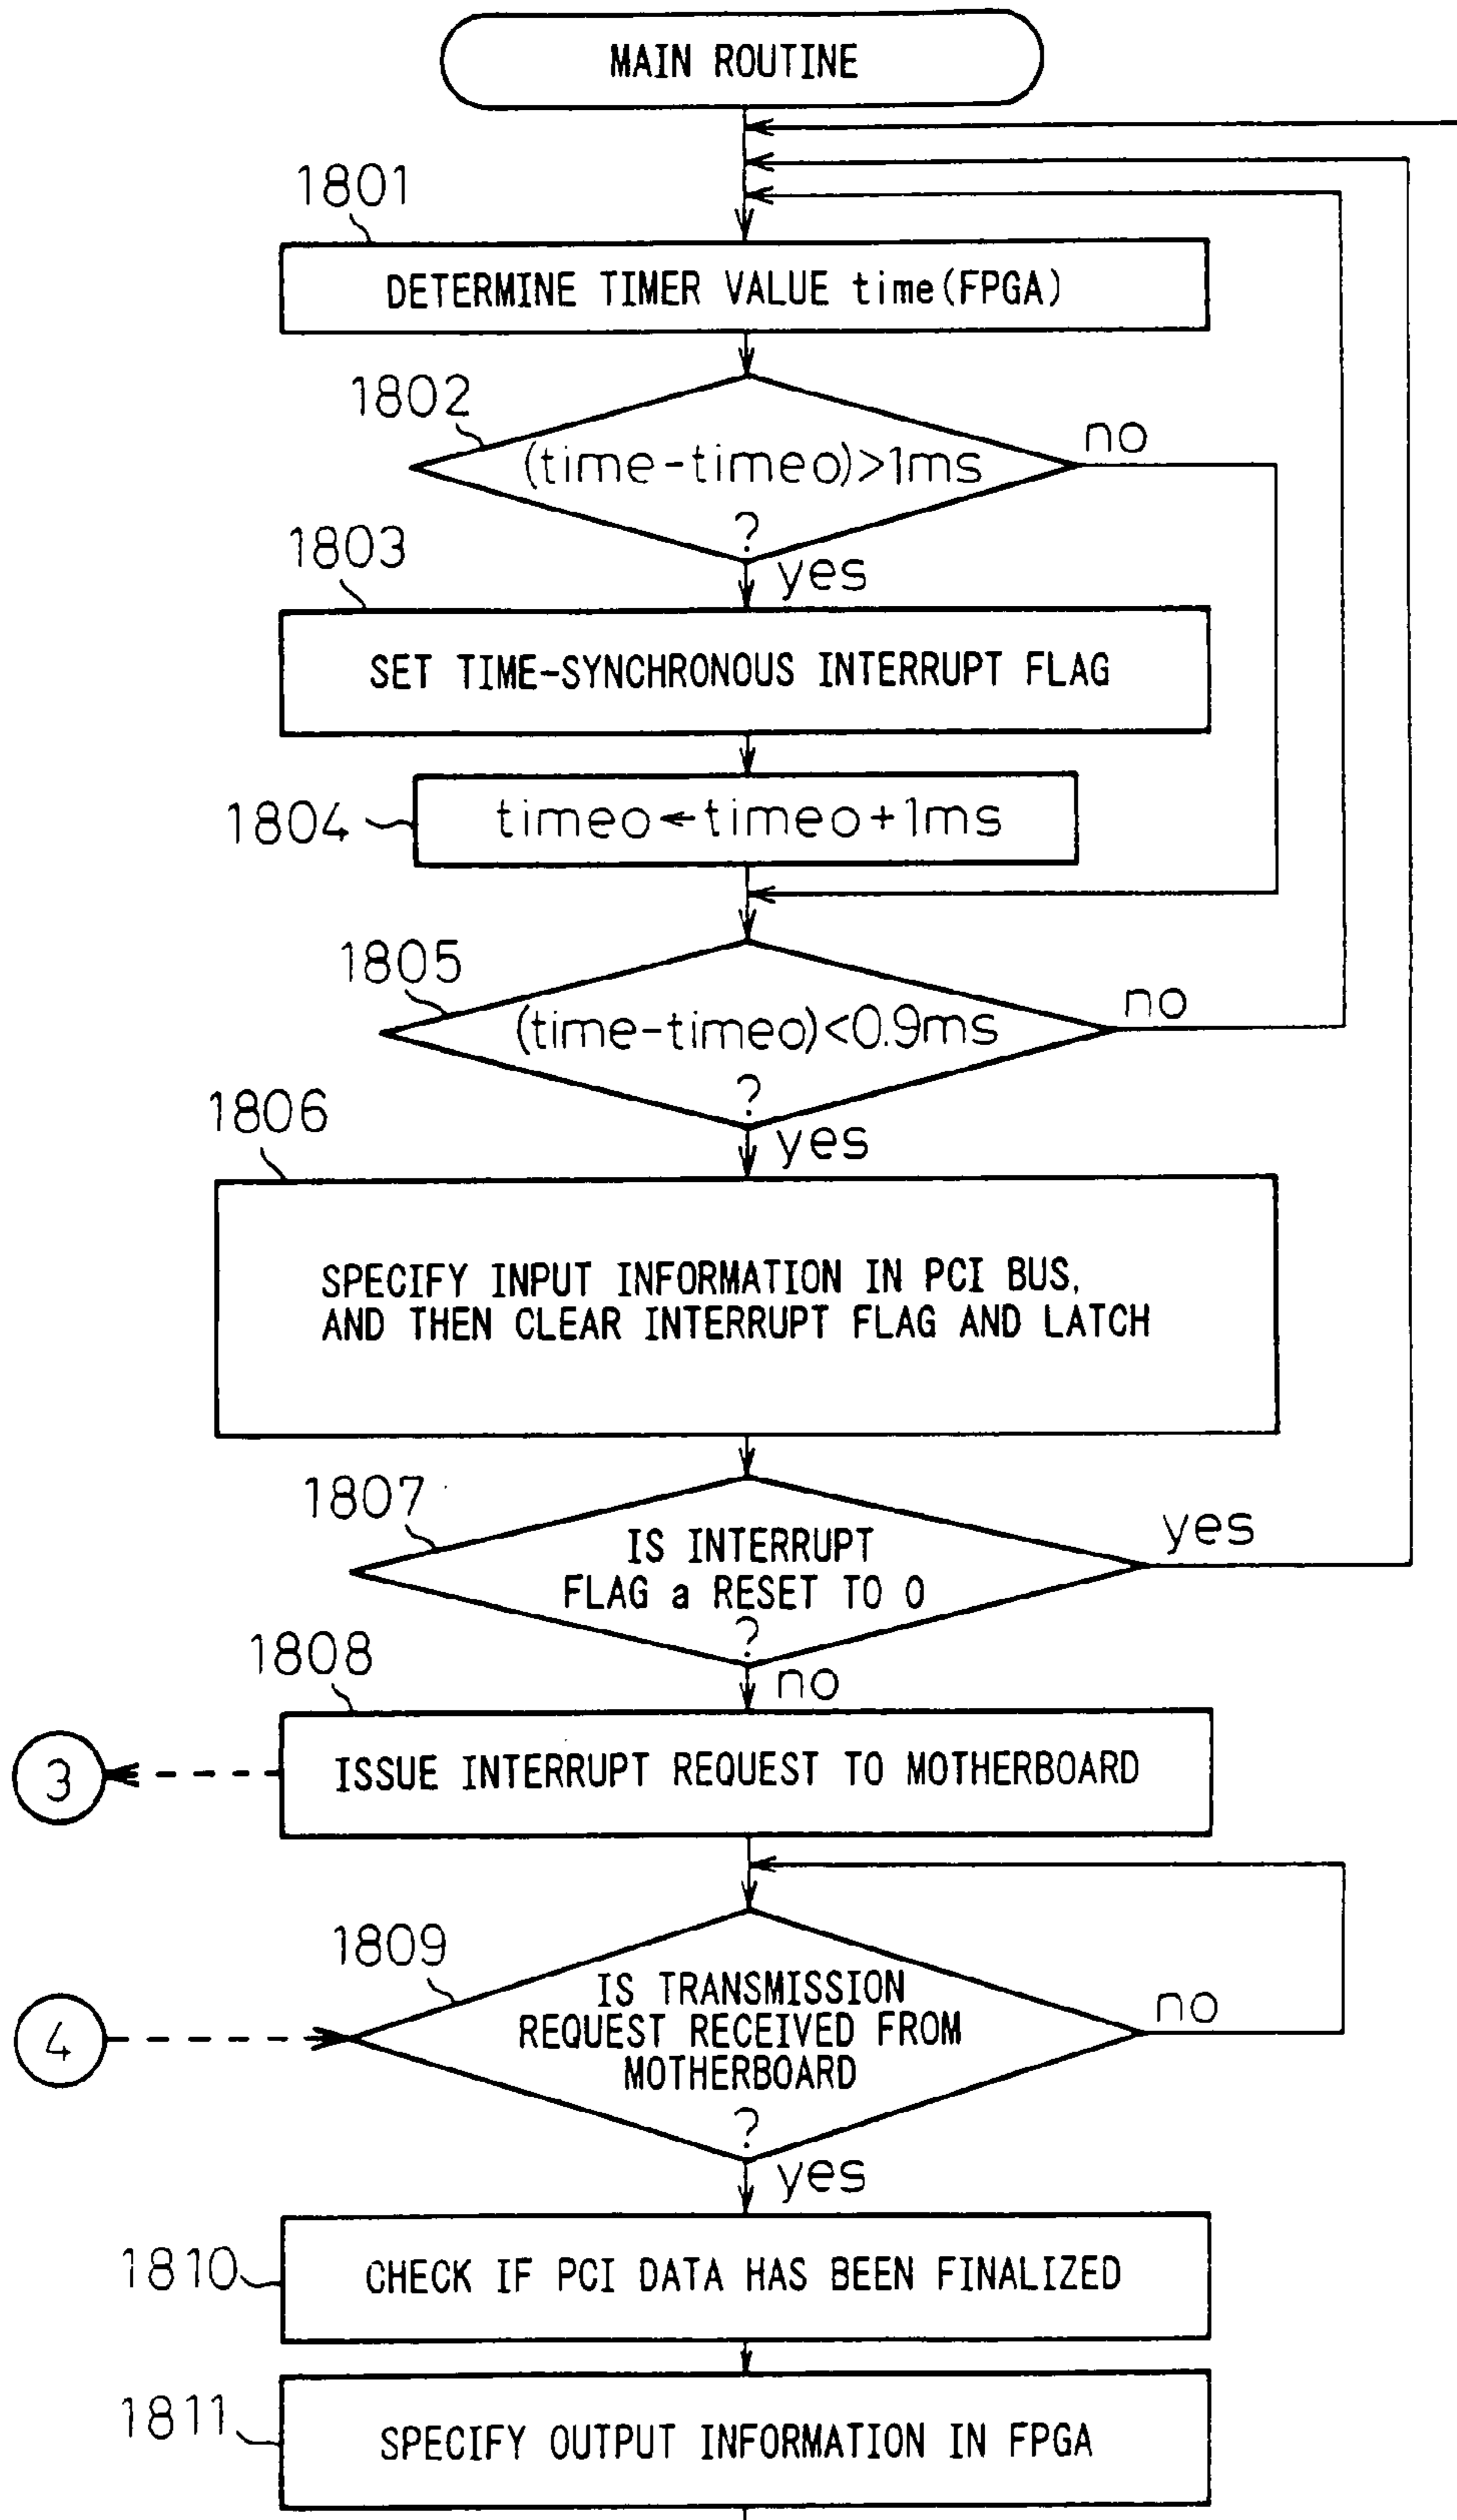 MAIN ROUTINE
1801
DETERMINE TIMER VALUE time(FPGA)
1802
(time-timeo)>1ms
?
no
yes
1803
SET TIME-SYNCHRONOUS INTERRUPT FLAG
1804
timeo←timeo+1ms
1805
(time-timeo)<0.9ms
?
no
yes
1806
SPECIFY INPUT INFORMATION IN PCI BUS,
AND THEN CLEAR INTERRUPT FLAG AND LATCH
1807
IS INTERRUPT
FLAG a RESET TO 0
?
yes
no
1808
3
ISSUE INTERRUPT REQUEST TO MOTHERBOARD
1809
4
IS TRANSMISSION
REQUEST RECEIVED FROM
MOTHERBOARD
?
no
yes
1810
CHECK IF PCI DATA HAS BEEN FINALIZED
1811
SPECIFY OUTPUT INFORMATION IN FPGA